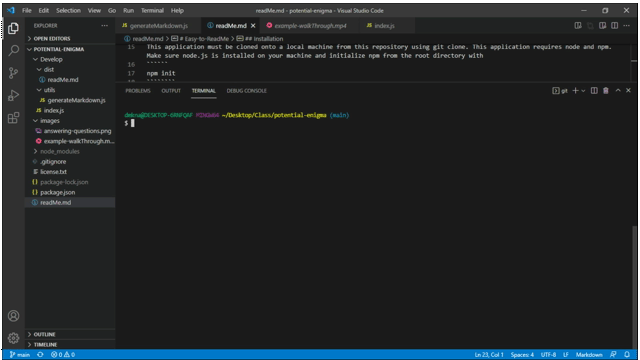 File Edit Selection View Go Run Terminal Help
readMe.md - potential-enigma - Visual Studio Code
EXPLORER
OPEN EDITORS
POTENTIAL-ENIGMA
Develop
dist
readMe.md
utils
JS generateMarkdown.js
JS index.js
images
answering-questions.png
example-walkThrough.m...
node_modules
.gitignore
license.txt
package-lock.json
package.json
readMe.md
OUTLINE
TIMELINE
JS generateMarkdown.js
readMe.md
example-walkThrough.mp4
JS index.js
readMe.md > # Easy-to-ReadMe > ## Installation
15 This application must be cloned onto a local machine from this repository using git clone. This application requires node and npm.
Make sure node.js is installed on your machine and initialize npm from the root directory with
16 ``````
17 npm init
PROBLEMS OUTPUT TERMINAL DEBUG CONSOLE
git
~/Desktop/Class/potential-enigma (main)
$
main
0 0
Ln 23, Col 1 Spaces: 4 UTF-8 LF Markdown